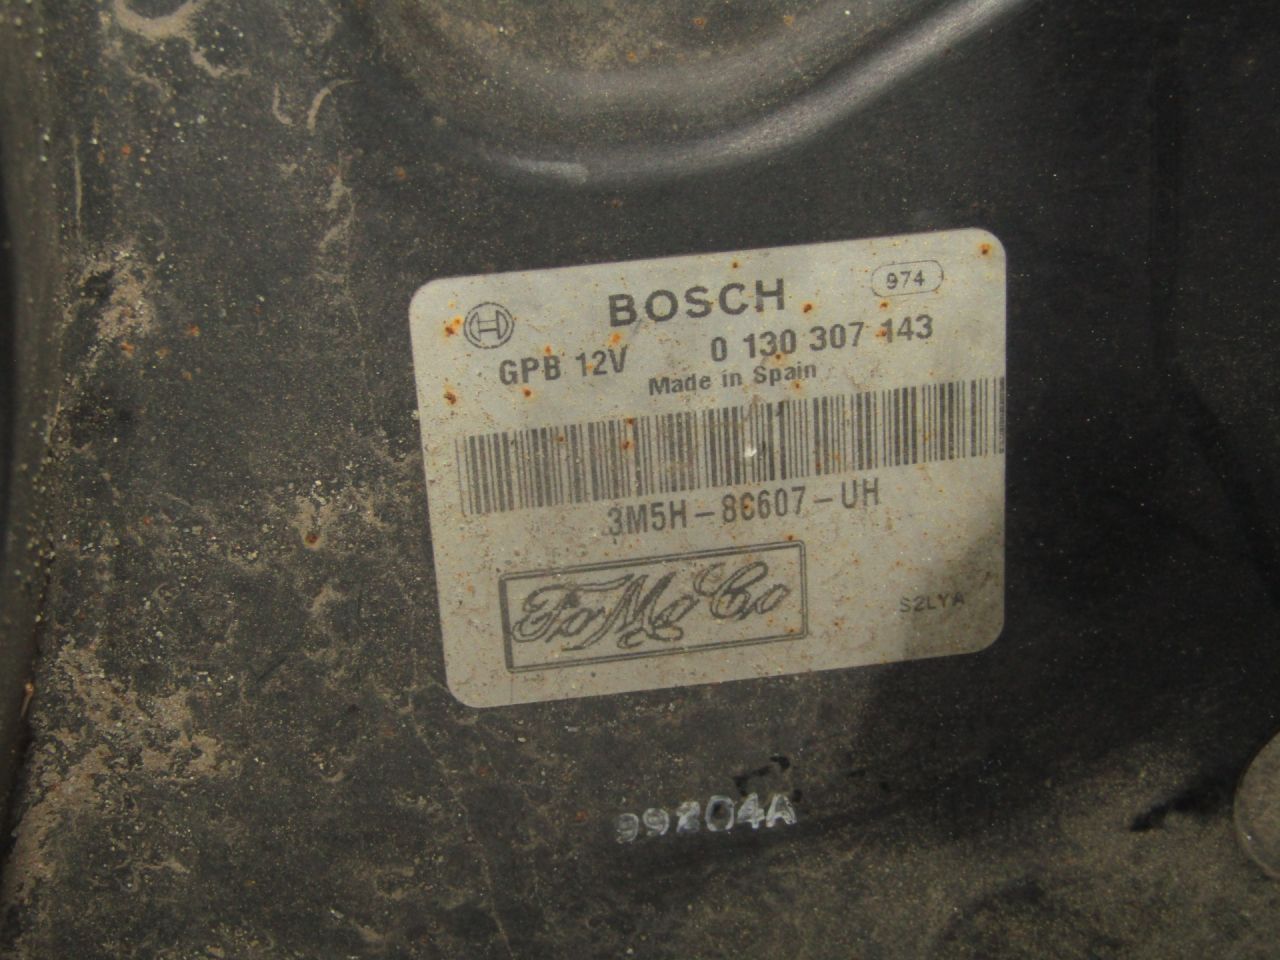 974
BOSCH
GPB 12V 0 130 307 143
Made in Spain
3M5H-8C607-UH
FoMoCo
S2LYA
99204A